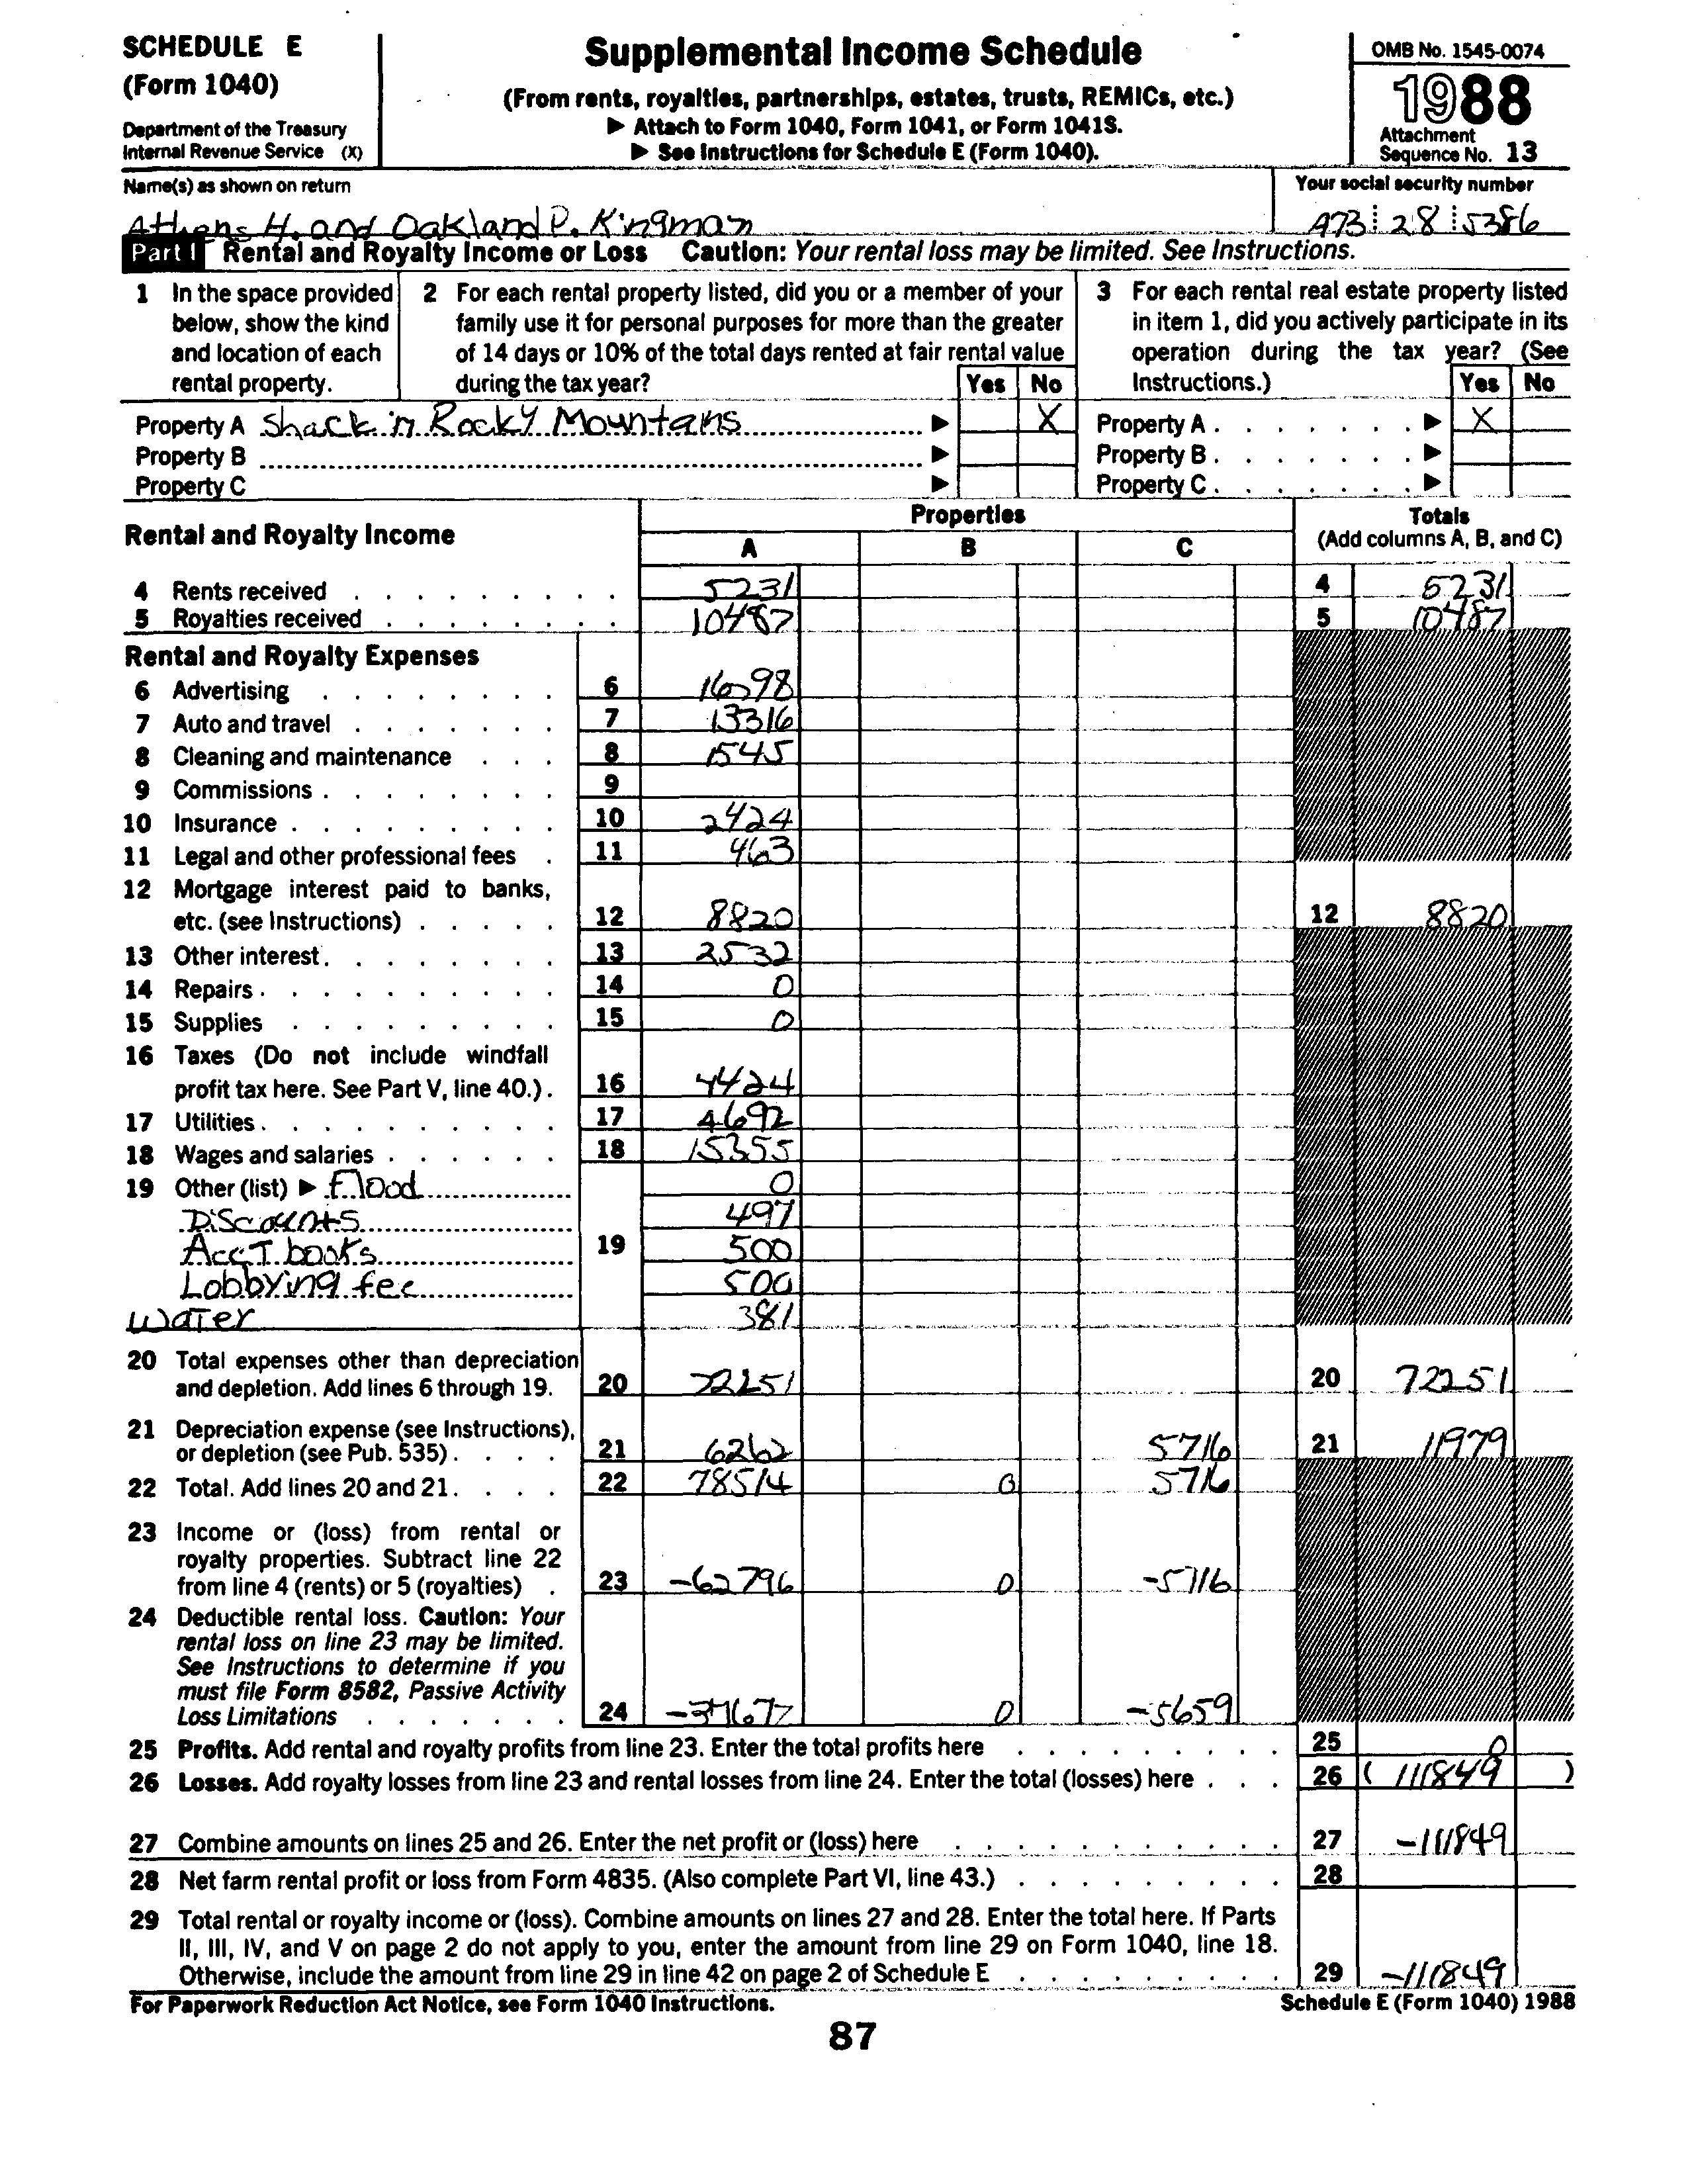 SCHEDULE E
(Form 1040)
Department of the Treasury
Internal Revenue Service (X)
Supplemental Income Schedule
(From rents, royalties, partnerships, estates, trusts, REMICs, etc.)
▶ Attach to Form 1040, Form 1041, or Form 1041S.
▶ See Instructions for Schedule E (Form 1040).
OMB No. 1545-0074
1988
Attachment
Sequence No. 13
Name(s) as shown on return
Athens H. and Oakland P. Kingman
Your social security number
473 28 5386
Part I Rental and Royalty Income or Loss Caution: Your rental loss may be limited. See Instructions.
1 In the space provided
below, show the kind
and location of each
rental property.
2 For each rental property listed, did you or a member of your
family use it for personal purposes for more than the greater
of 14 days or 10% of the total days rented at fair rental value
during the tax year? Yes No
3 For each rental real estate property listed
in item 1, did you actively participate in its
operation during the tax year? (See
Instructions.) Yes No
Property A Shack in Rocky Mountains ▶ X Property A ▶ X
Property B ▶ Property B ▶
Property C ▶ Property C ▶
Rental and Royalty Income
Properties
A B C
Totals
(Add columns A, B, and C)
4 Rents received 5231 4 5231
5 Royalties received 10487 5 10487
Rental and Royalty Expenses
6 Advertising 6 16798
7 Auto and travel 7 13316
8 Cleaning and maintenance 8 1545
9 Commissions 9
10 Insurance 10 2424
11 Legal and other professional fees 11 463
12 Mortgage interest paid to banks,
etc. (see Instructions) 12 8820 12 8820
13 Other interest 13 2532
14 Repairs 14 0
15 Supplies 15 0
16 Taxes (Do not include windfall
profit tax here. See Part V, line 40.) 16 4424
17 Utilities 17 4692
18 Wages and salaries 18 15355
19 Other (list) ▶ Flood 0
Discounts 497
Acct books 19 500
Lobbying fee 500
Water 381
20 Total expenses other than depreciation
and depletion. Add lines 6 through 19. 20 72251 20 72251
21 Depreciation expense (see Instructions),
or depletion (see Pub. 535) 21 6262 5716 21 11979
22 Total. Add lines 20 and 21. 22 78514 0 5716
23 Income or (loss) from rental or
royalty properties. Subtract line 22
from line 4 (rents) or 5 (royalties) 23 -62796 0 -5716
24 Deductible rental loss. Caution: Your
rental loss on line 23 may be limited.
See Instructions to determine if you
must file Form 8582, Passive Activity
Loss Limitations 24 0 -5659
25 Profits. Add rental and royalty profits from line 23. Enter the total profits here 25 0
26 Losses. Add royalty losses from line 23 and rental losses from line 24. Enter the total (losses) here 26 ( 111849 )
27 Combine amounts on lines 25 and 26. Enter the net profit or (loss) here 27 -111849
28 Net farm rental profit or loss from Form 4835. (Also complete Part VI, line 43.) 28
29 Total rental or royalty income or (loss). Combine amounts on lines 27 and 28. Enter the total here. If Parts
II, III, IV, and V on page 2 do not apply to you, enter the amount from line 29 on Form 1040, line 18.
Otherwise, include the amount from line 29 in line 42 on page 2 of Schedule E 29 -111849
For Paperwork Reduction Act Notice, see Form 1040 Instructions. Schedule E (Form 1040) 1988
87